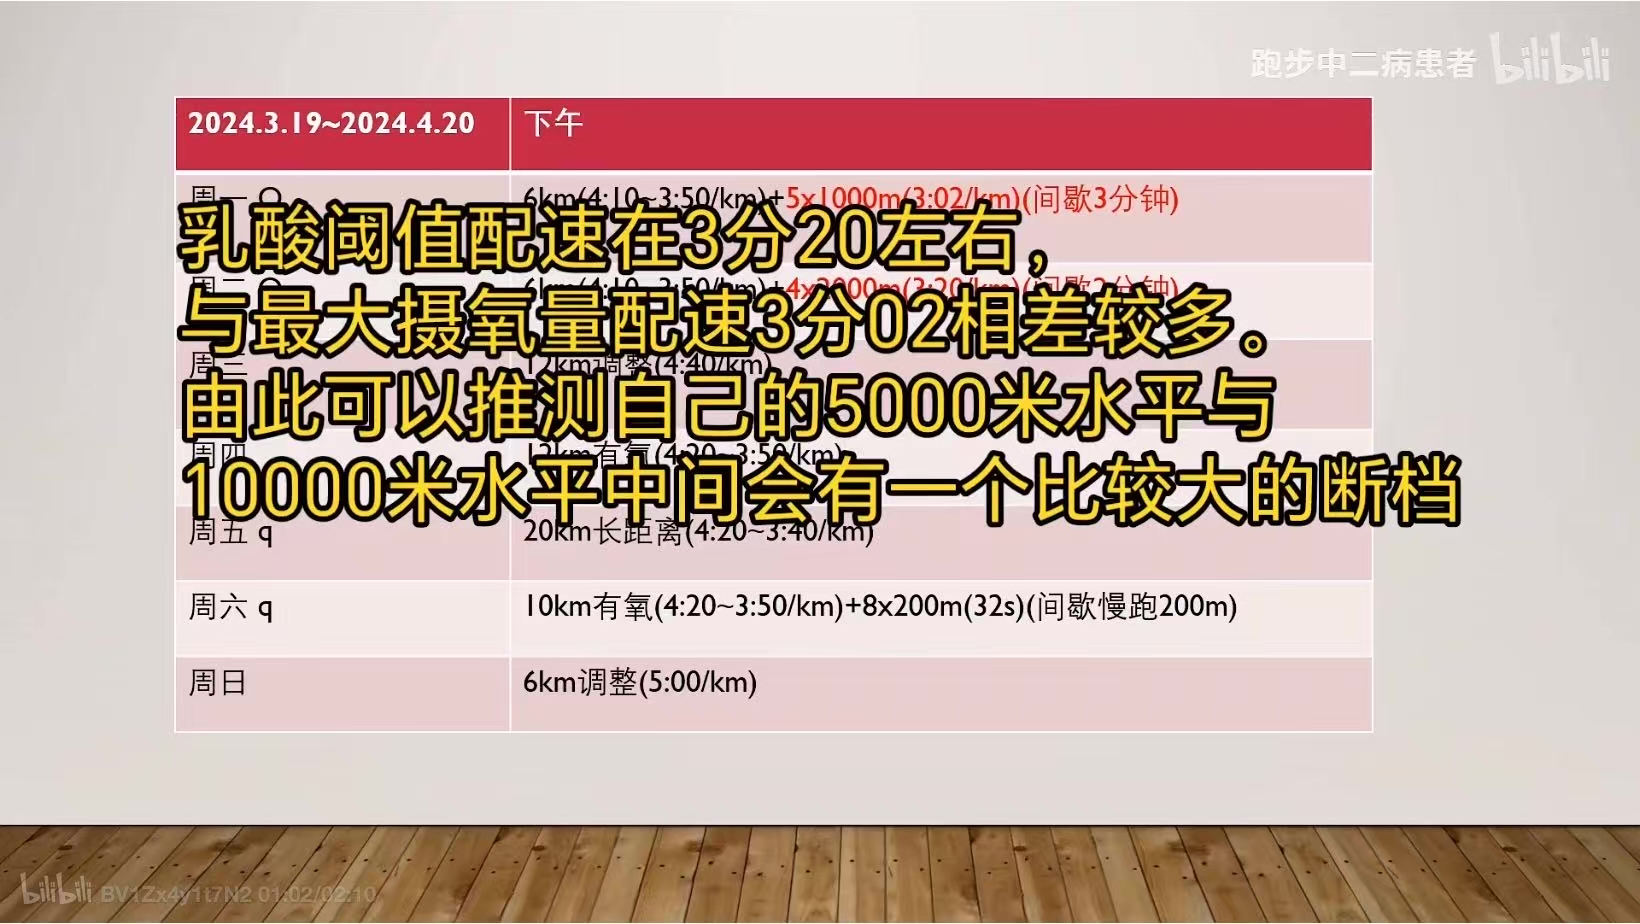 跑步中二病患者 bilibili
2024.3.19~2024.4.20 下午
周一 Q 6km(4:10~3:50/km)+5x1000m(3:02/km)(间歇3分钟)
乳酸阈值配速在3分20左右，
周二 Q 6km(4:10~3:50/km)+4x2000m(3:20/km)(间歇2分钟)
与最大摄氧量配速3分02相差较多。
周三 12km调整(4:40/km)
由此可以推测自己的5000米水平与
周四 12km有氧(4:20~3:50/km)
10000米水平中间会有一个比较大的断档
周五 q 20km长距离(4:20~3:40/km)
周六 q 10km有氧(4:20~3:50/km)+8x200m(32s)(间歇慢跑200m)
周日 6km调整(5:00/km)
bilibili BV1Zx4y1t7N2 01:02/02:10